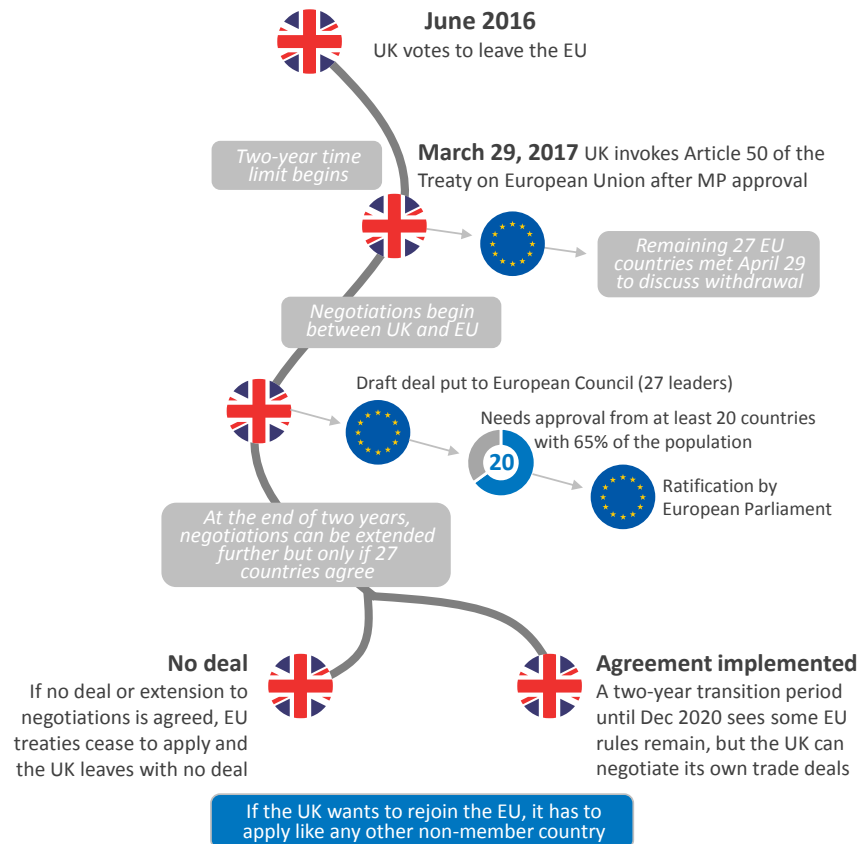 June 2016
UK votes to leave the EU
Two-year time
limit begins
March 29, 2017 UK invokes Article 50 of the
Treaty on European Union after MP approval
Remaining 27 EU
countries met April 29
to discuss withdrawal
Negotiations begin
between UK and EU
Draft deal put to European Council (27 leaders)
Needs approval from at least 20 countries
with 65% of the population
20
Ratification by
European Parliament
At the end of two years,
negotiations can be extended
further but only if 27
countries agree
No deal
If no deal or extension to
negotiations is agreed, EU
treaties cease to apply and
the UK leaves with no deal
Agreement implemented
A two-year transition period
until Dec 2020 sees some EU
rules remain, but the UK can
negotiate its own trade deals
If the UK wants to rejoin the EU, it has to
apply like any other non-member country